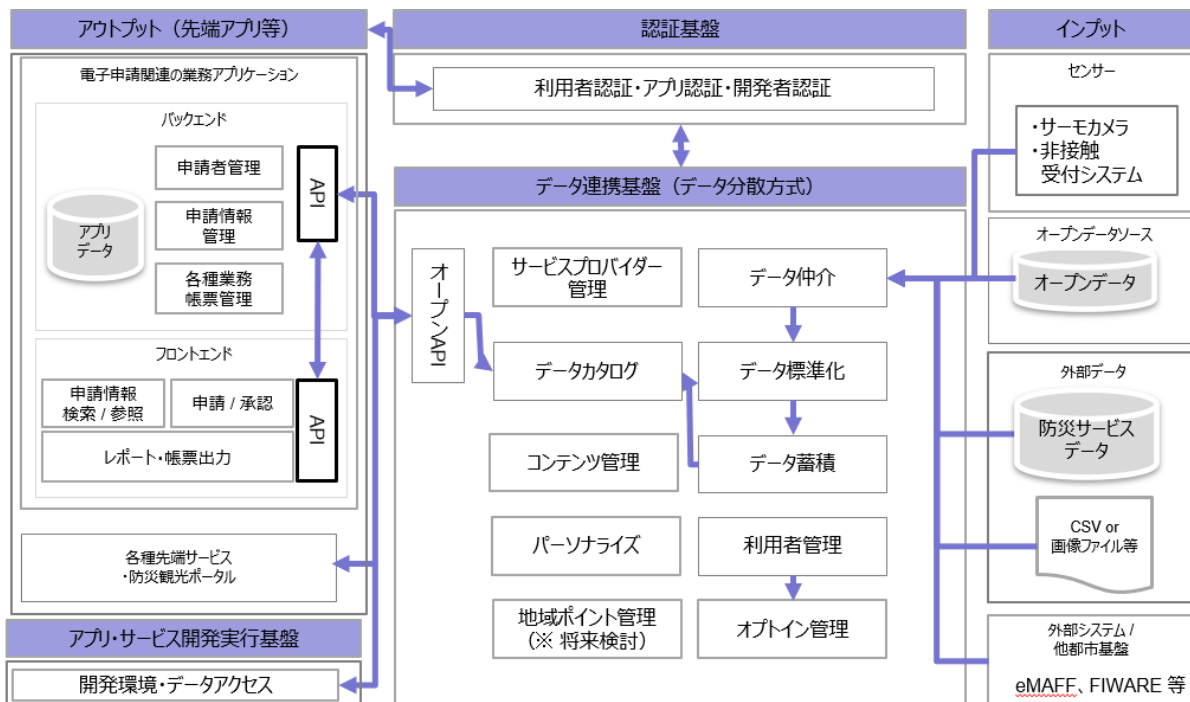 アウトプット（先端アプリ等）
電子申請関連の業務アプリケーション
バックエンド
アプリ
データ
申請者管理
申請情報
管理
各種業務
帳票管理
API
フロントエンド
申請情報
検索 / 参照
申請 / 承認
レポート・帳票出力
API
各種先端サービス
・防災観光ポータル
アプリ・サービス開発実行基盤
開発環境・データアクセス
認証基盤
利用者認証・アプリ認証・開発者認証
データ連携基盤（データ分散方式）
オープンAPI
サービスプロバイダー
管理
データ仲介
データカタログ
データ標準化
コンテンツ管理
データ蓄積
パーソナライズ
利用者管理
地域ポイント管理
（※ 将来検討）
オプトイン管理
インプット
センサー
・サーモカメラ
・非接触
受付システム
オープンデータソース
オープンデータ
外部データ
防災サービス
データ
CSV or
画像ファイル等
外部システム /
他都市基盤
eMAFF、FIWARE 等